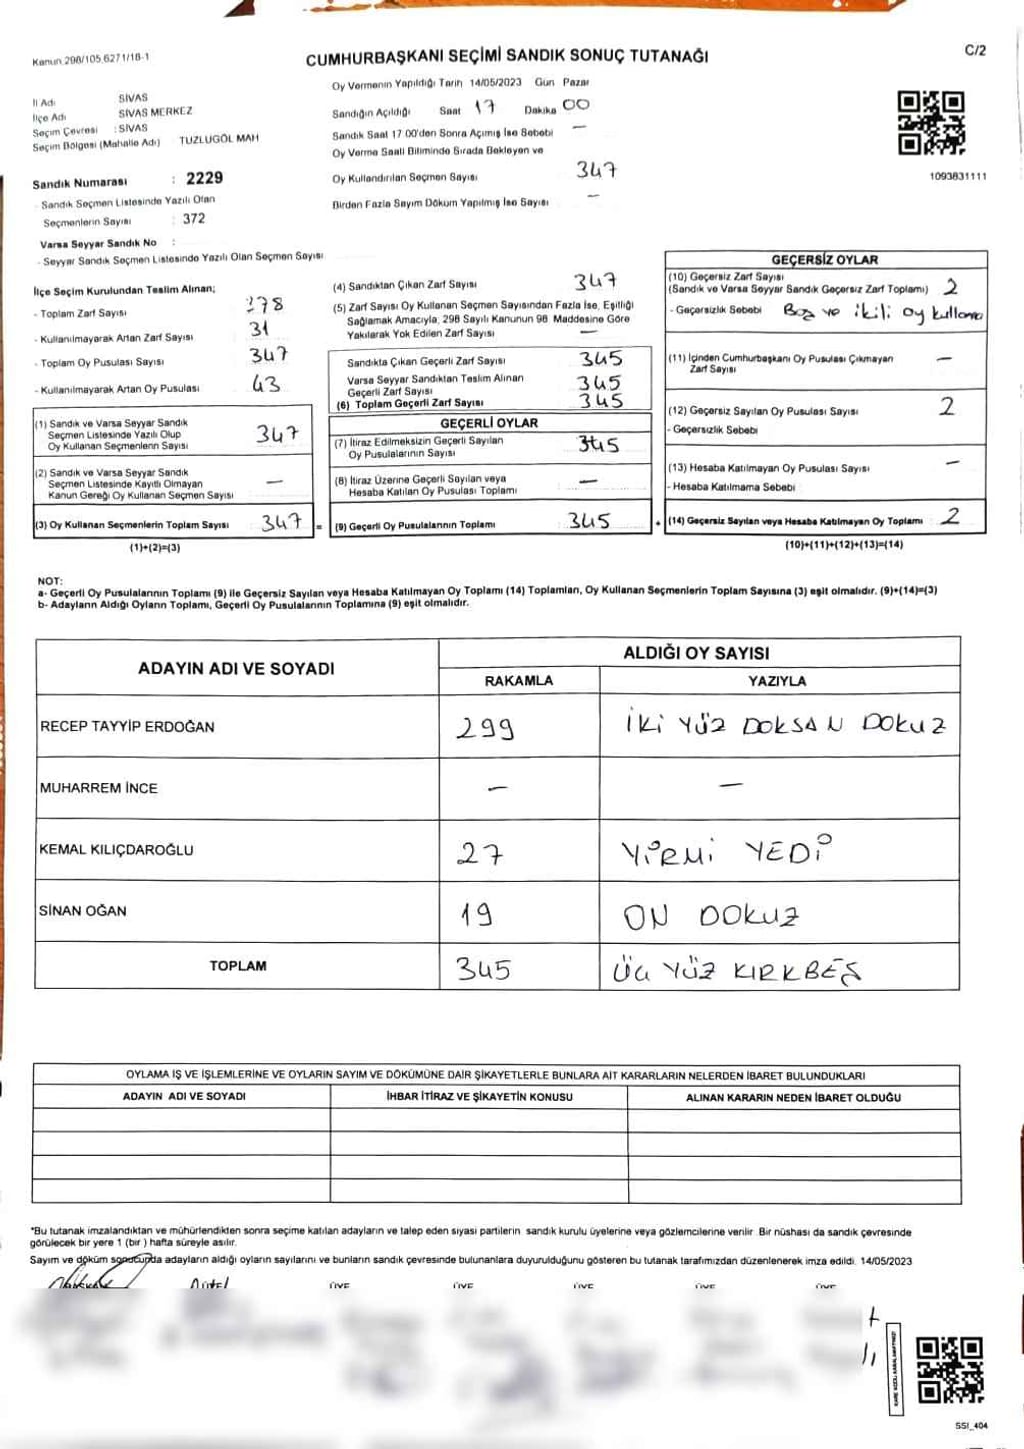 Kanun 298/105,6271/18-1
CUMHURBAŞKANI SEÇİMİ SANDIK SONUÇ TUTANAĞI
C/2
Oy Vermenin Yapıldığı Tarih 14/05/2023 Gün Pazar
İl Adı SİVAS
İlçe Adı SİVAS MERKEZ
Seçim Çevresi : SİVAS
Seçim Bölgesi (Mahalle Adı) TUZLUGÖL MAH
Sandığın Açıldığı Saat 17 Dakika 00
Sandık Saat 17 00'den Sonra Açımış İse Sebebi —
Oy Verme Saati Bitiminde Sırada Bekleyen ve
Oy Kullandırılan Seçmen Sayısı 347
Birden Fazla Sayım Döküm Yapılmış İse Sayısı —
1093831111
Sandık Numarası : 2229
- Sandık Seçmen Listesinde Yazılı Olan
Seçmenlerin Sayısı : 372
Varsa Seyyar Sandık No :
- Seyyar Sandık Seçmen Listesinde Yazılı Olan Seçmen Sayısı
İlçe Seçim Kurulundan Teslim Alınan;
- Toplam Zarf Sayısı 378
- Kullanılmayarak Artan Zarf Sayısı 31
- Toplam Oy Pusulası Sayısı 347
- Kullanılmayarak Artan Oy Pusulası 43
(1) Sandık ve Varsa Seyyar Sandık
Seçmen Listesinde Yazılı Olup
Oy Kullanan Seçmenlerin Sayısı 347
(2) Sandık ve Varsa Seyyar Sandık
Seçmen Listesinde Kayıtlı Olmayan
Kanun Gereği Oy Kullanan Seçmen Sayısı —
(3) Oy Kullanan Seçmenlerin Toplam Sayısı 347 =
(1)+(2)=(3)
(4) Sandıktan Çıkan Zarf Sayısı 347
(5) Zarf Sayısı Oy Kullanan Seçmen Sayısından Fazla İse, Eşitliği
Sağlamak Amacıyla, 298 Sayılı Kanunun 98 Maddesine Göre
Yakılarak Yok Edilen Zarf Sayısı —
Sandıkta Çıkan Geçerli Zarf Sayısı 345
Varsa Seyyar Sandıktan Teslim Alınan
Geçerli Zarf Sayısı 345
(6) Toplam Geçerli Zarf Sayısı 345
GEÇERLİ OYLAR
(7) İtiraz Edilmeksizin Geçerli Sayılan
Oy Pusulalarının Sayısı 345
(8) İtiraz Üzerine Geçerli Sayılan veya
Hesaba Katılan Oy Pusulası Toplamı —
(9) Geçerli Oy Pusulalarının Toplamı 345 +
GEÇERSİZ OYLAR
(10) Geçersiz Zarf Sayısı
(Sandık ve Varsa Seyyar Sandık Geçersiz Zarf Toplamı) 2
- Geçersizlik Sebebi Boş ve ikili oy kullanma
(11) İçinden Cumhurbaşkanı Oy Pusulası Çıkmayan
Zarf Sayısı —
(12) Geçersiz Sayılan Oy Pusulası Sayısı 2
- Geçersizlik Sebebi
(13) Hesaba Katılmayan Oy Pusulası Sayısı —
- Hesaba Katılmama Sebebi
(14) Geçersiz Sayılan veya Hesaba Katılmayan Oy Toplamı : 2
(10)+(11)+(12)+(13)=(14)
NOT:
a- Geçerli Oy Pusulalarının Toplamı (9) ile Geçersiz Sayılan veya Hesaba Katılmayan Oy Toplamı (14) Toplamları, Oy Kullanan Seçmenlerin Toplam Sayısına (3) eşit olmalıdır. (9)+(14)=(3)
b- Adayların Aldığı Oyların Toplamı, Geçerli Oy Pusulalarının Toplamına (9) eşit olmalıdır.
ADAYIN ADI VE SOYADI
ALDIĞI OY SAYISI
RAKAMLA YAZIYLA
RECEP TAYYİP ERDOĞAN 299 İKİ YÜZ DOKSAN DOKUZ
MUHARREM İNCE — —
KEMAL KILIÇDAROĞLU 27 YİRMİ YEDİ
SİNAN OĞAN 19 ON DOKUZ
TOPLAM 345 ÜÇ YÜZ KIRKBEŞ
OYLAMA İŞ VE İŞLEMLERİNE VE OYLARIN SAYIM VE DÖKÜMÜNE DAİR ŞİKAYETLERLE BUNLARA AİT KARARLARIN NELERDEN İBARET BULUNDUKLARI
ADAYIN ADI VE SOYADI İHBAR İTİRAZ VE ŞİKAYETİN KONUSU ALINAN KARARIN NEDEN İBARET OLDUĞU
*Bu tutanak imzalandıktan ve mühürlendikten sonra seçime katılan adayların ve talep eden siyasi partilerin sandık kurulu üyelerine veya gözlemcilerine verilir. Bir nüshası da sandık çevresinde
görülecek bir yere 1 (bir ) hafta süreyle asılır.
Sayım ve döküm sonucunda adayların aldığı oyların sayılarını ve bunların sandık çevresinde bulunanlara duyurulduğunu gösteren bu tutanak tarafımızdan düzenlenerek imza edildi. 14/05/2023
ÜYE ÜYE ÜYE ÜYE ÜYE
SSI_404